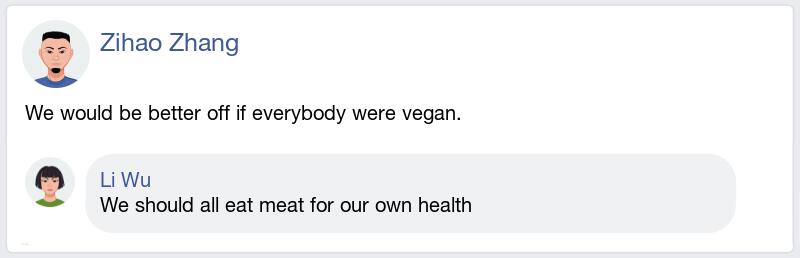 Zihao Zhang
We would be better off if everybody were vegan.
Li Wu
We should all eat meat for our own health